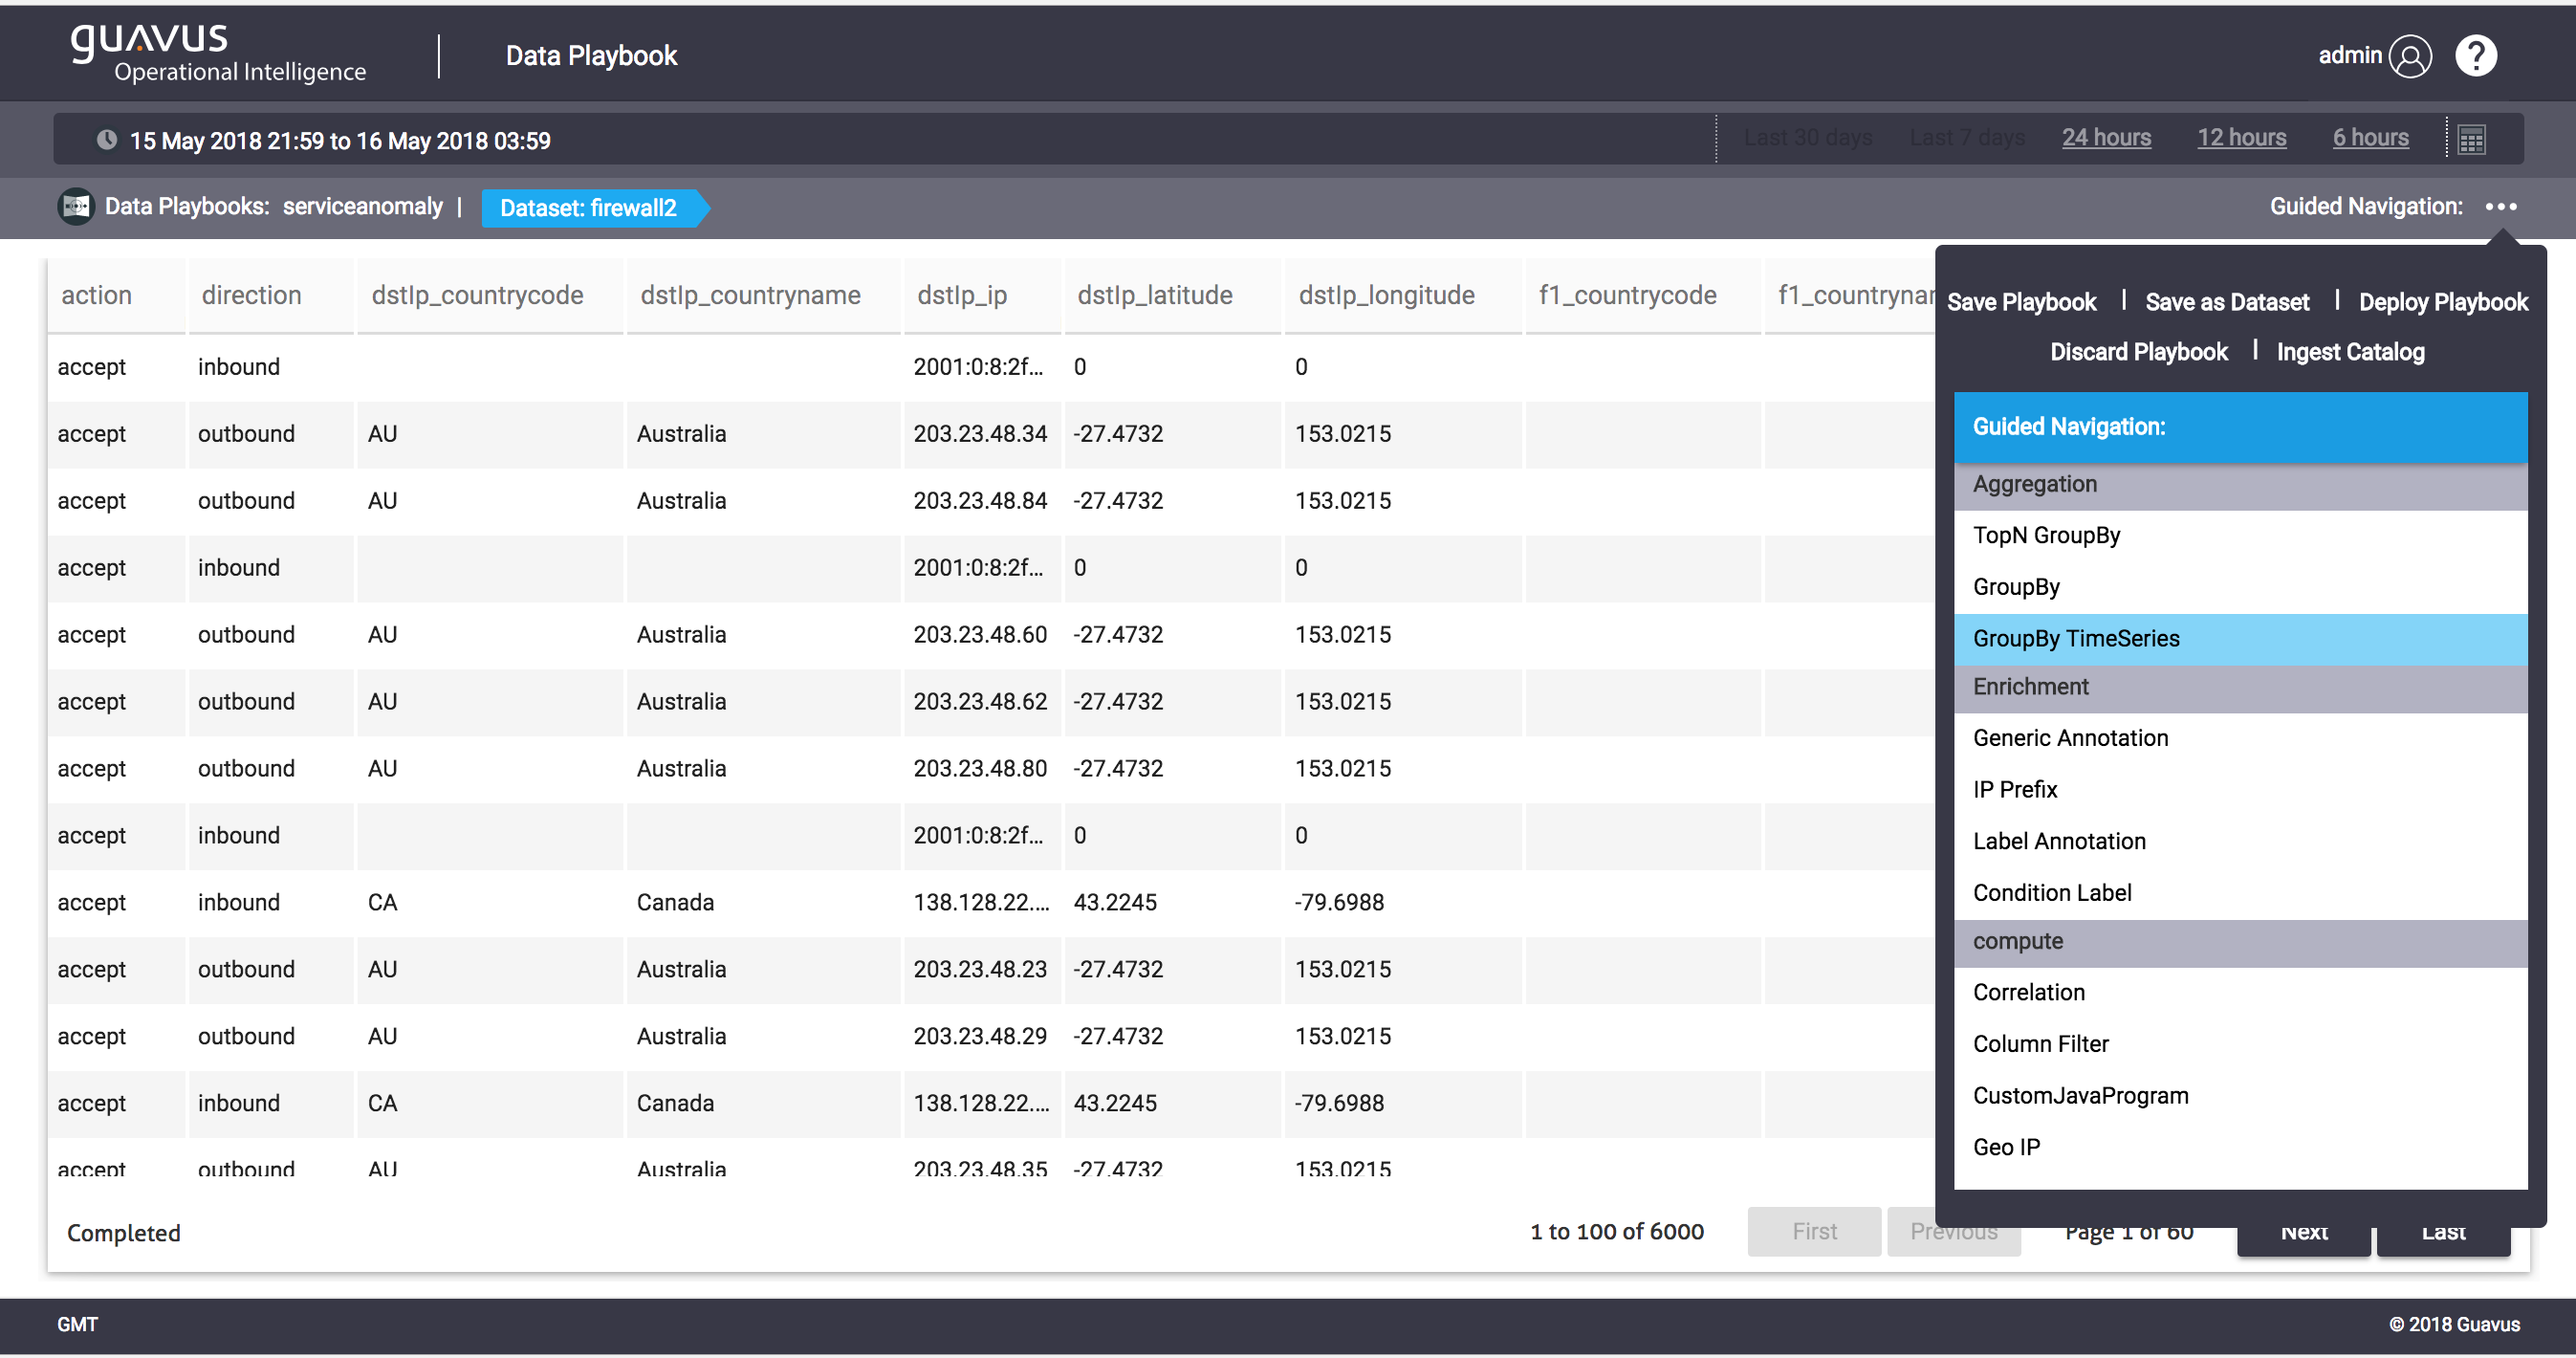 guavus
Operational Intelligence
Data Playbook
admin ?
15 May 2018 21:59 to 16 May 2018 03:59
Last 30 days Last 7 days 24 hours 12 hours 6 hours
Data Playbooks: serviceanomaly | Dataset: firewall2
Guided Navigation:
action direction dstIp_countrycode dstIp_countryname dstIp_ip dstIp_latitude dstIp_longitude f1_countrycode
accept inbound 2001:0:8:2f... 0 0
accept outbound AU Australia 203.23.48.34 -27.4732 153.0215
accept outbound AU Australia 203.23.48.84 -27.4732 153.0215
accept inbound 2001:0:8:2f... 0 0
accept outbound AU Australia 203.23.48.60 -27.4732 153.0215
accept outbound AU Australia 203.23.48.62 -27.4732 153.0215
accept outbound AU Australia 203.23.48.80 -27.4732 153.0215
accept inbound 2001:0:8:2f... 0 0
accept inbound CA Canada 138.128.22.... 43.2245 -79.6988
accept outbound AU Australia 203.23.48.23 -27.4732 153.0215
accept outbound AU Australia 203.23.48.29 -27.4732 153.0215
accept inbound CA Canada 138.128.22.... 43.2245 -79.6988
accept outbound AU Australia 203.23.48.35 -27.4732 153.0215
Save Playbook | Save as Dataset | Deploy Playbook
Discard Playbook | Ingest Catalog
Guided Navigation:
Aggregation
TopN GroupBy
GroupBy
GroupBy TimeSeries
Enrichment
Generic Annotation
IP Prefix
Label Annotation
Condition Label
compute
Correlation
Column Filter
CustomJavaProgram
Geo IP
Completed
1 to 100 of 6000 First Previous Page 1 of 60 Next Last
GMT
© 2018 Guavus